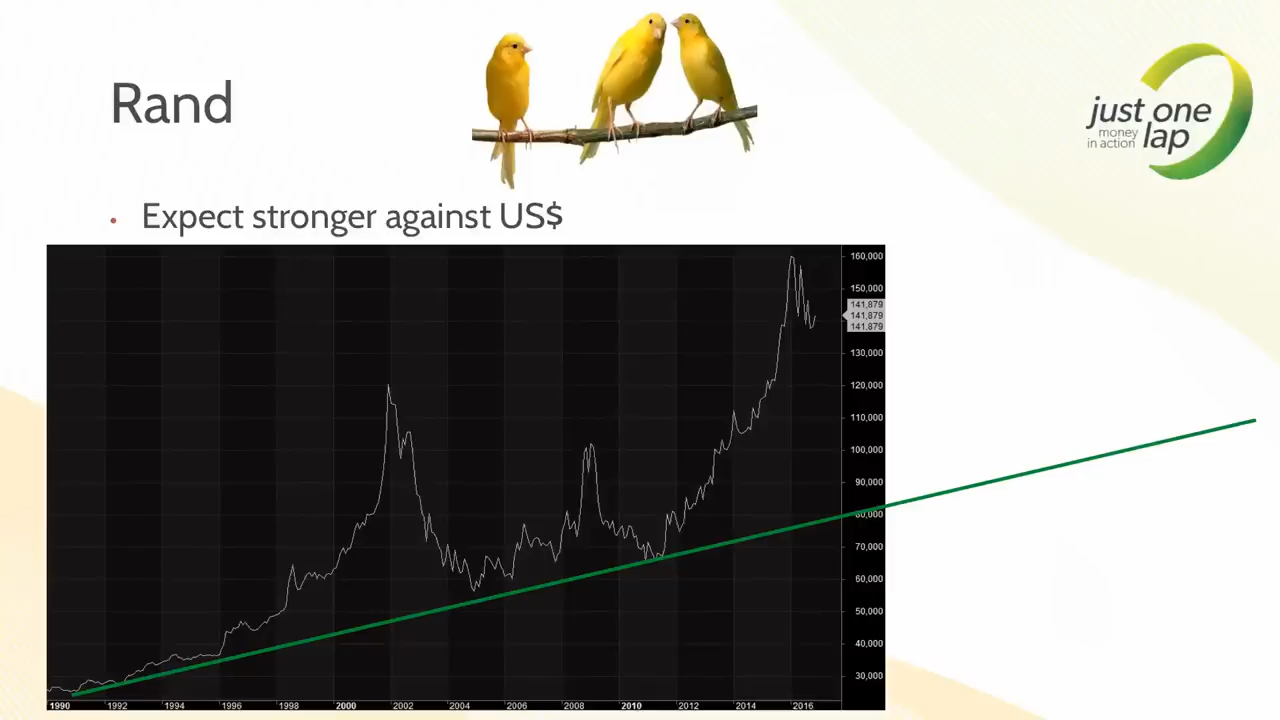 Rand
just one
money
in action lap
• Expect stronger against US$
160,000
150,000
141,879
141,879
141,879
130,000
120,000
110,000
100,000
90,000
80,000
70,000
60,000
50,000
40,000
30,000
1990 1992 1994 1996 1998 2000 2002 2004 2006 2008 2010 2012 2014 2016